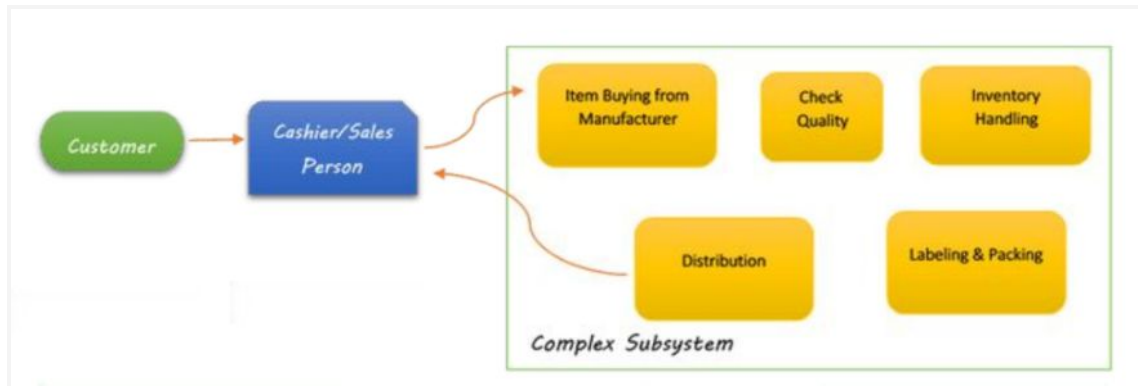 Customer
Cashier/Sales
Person
Item Buying from
Manufacturer
Check
Quality
Inventory
Handling
Distribution
Labeling & Packing
Complex Subsystem